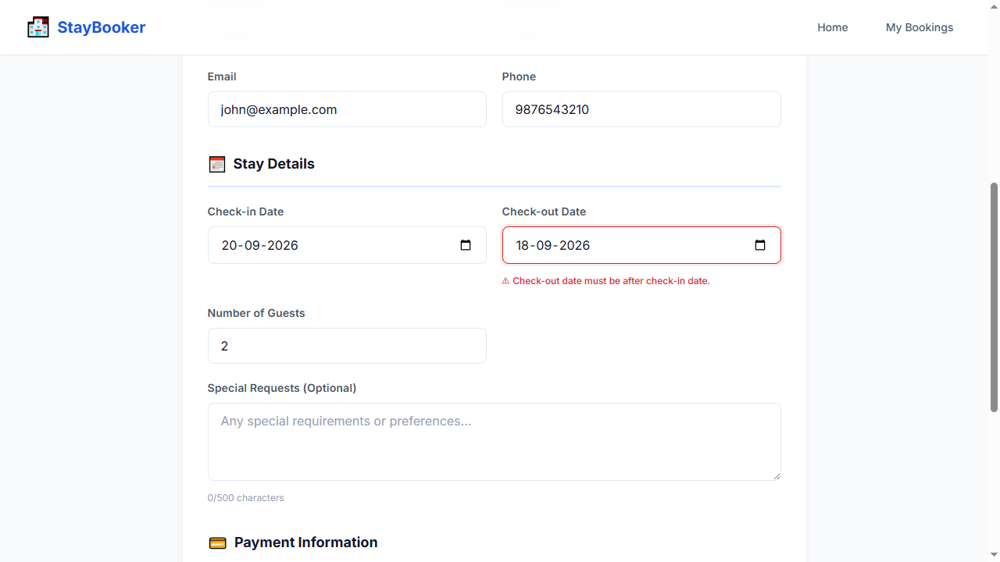 StayBooker
Home
My Bookings
Email
Phone
john@example.com
9876543210
Stay Details
Check-in Date
Check-out Date
20-09-2026
18-09-2026
⚠ Check-out date must be after check-in date.
Number of Guests
2
Special Requests (Optional)
Any special requirements or preferences...
0/500 characters
Payment Information